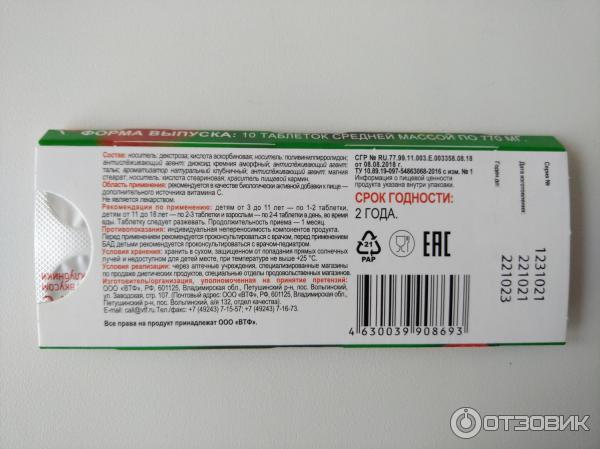 ФОРМА ВЫПУСКА: 10 ТАБЛЕТОК СРЕДНЕЙ МАССОЙ ПО 770 МГ.
Состав: носитель: декстроза; кислота аскорбиновая; носитель: поливинилпирролидон;
антислёживающий агент: диоксид кремния аморфный; антислёживающий агент:
тальк; ароматизатор натуральный клубничный; антислёживающий агент: магния
стеарат; носитель: кислота стеариновая; краситель пищевой кармин.
Область применения: рекомендуется в качестве биологически активной добавки к пище –
дополнительного источника витамина С.
Не является лекарством.
Рекомендации по применению: детям от 3 до 11 лет — по 1-2 таблетки,
детям от 11 до 18 лет — по 2-3 таблетки и взрослым — по 2-4 таблетки в день, во время
еды. Таблетку следует разжевать. Продолжительность приема — 1 месяц.
Противопоказания: индивидуальная непереносимость компонентов продукта.
Перед применением рекомендуется проконсультироваться с врачом, перед применением
БАД детьми рекомендуется проконсультироваться с врачом-педиатром.
Условия хранения: хранить в сухом, защищенном от попадания прямых солнечных
лучей и недоступном для детей месте, при температуре не выше +25 °С.
Условия реализации: через аптечные учреждения, специализированные магазины
по продаже диетических продуктов, специальные отделы продовольственных магазинов.
Изготовитель/организация, уполномоченная на принятие претензий:
ООО «ВТФ», РФ, 601125, Владимирская обл., Петушинский р-н, пос. Вольгинский,
ул. Заводская, стр. 107. (Почтовый адрес: ООО «ВТФ», РФ, 601125, Владимирская обл.,
Петушинский р-н, пос. Вольгинский, а/я 132, отдел качества).
E-mail: call@vtf.ru.Тел./факс: +7 (49243) 7-15-57; +7 (49243) 7-16-73.
Все права на продукт принадлежат ООО «ВТФ».
СГР № RU.77.99.11.003.Е.003358.08.18
от 08.08.2018 г.
ТУ 10.89.19-097-54863068-2016 с изм. № 1
Информация о пищевой ценности
продукта указана внутри упаковки.
СРОК ГОДНОСТИ:
2 ГОДА.
21
PAP
EAC
4630039908693
Серия №
Дата изготовления:
Годен до:
1231021
221021
221023
ОТЗОВИК